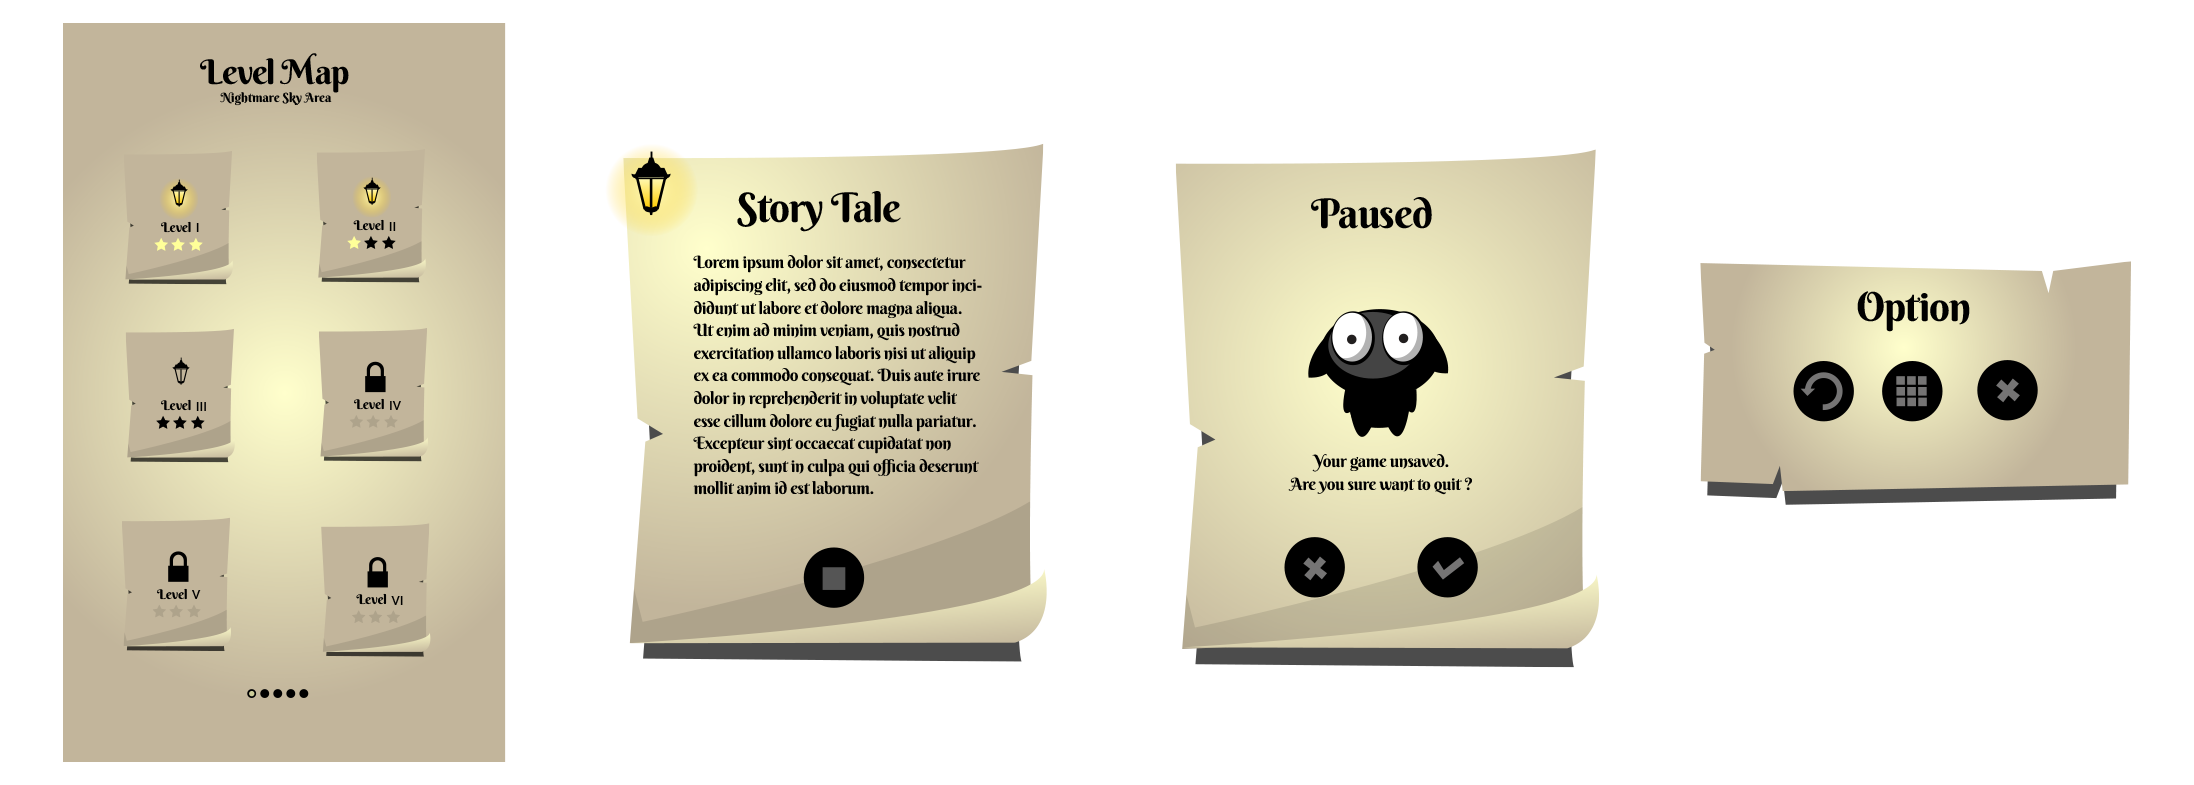 Level Map
Nightmare Sky Area
Level I
Level II
Level III
Level IV
Level V
Level VI
Story Tale
Lorem ipsum dolor sit amet, consectetur
adipiscing elit, sed do eiusmod tempor inci-
didunt ut labore et dolore magna aliqua.
Ut enim ad minim veniam, quis nostrud
exercitation ullamco laboris nisi ut aliquip
ex ea commodo consequat. Duis aute irure
dolor in reprehenderit in voluptate velit
esse cillum dolore eu fugiat nulla pariatur.
Excepteur sint occaecat cupidatat non
proident, sunt in culpa qui officia deserunt
mollit anim id est laborum.
Paused
Your game unsaved.
Are you sure want to quit ?
Option